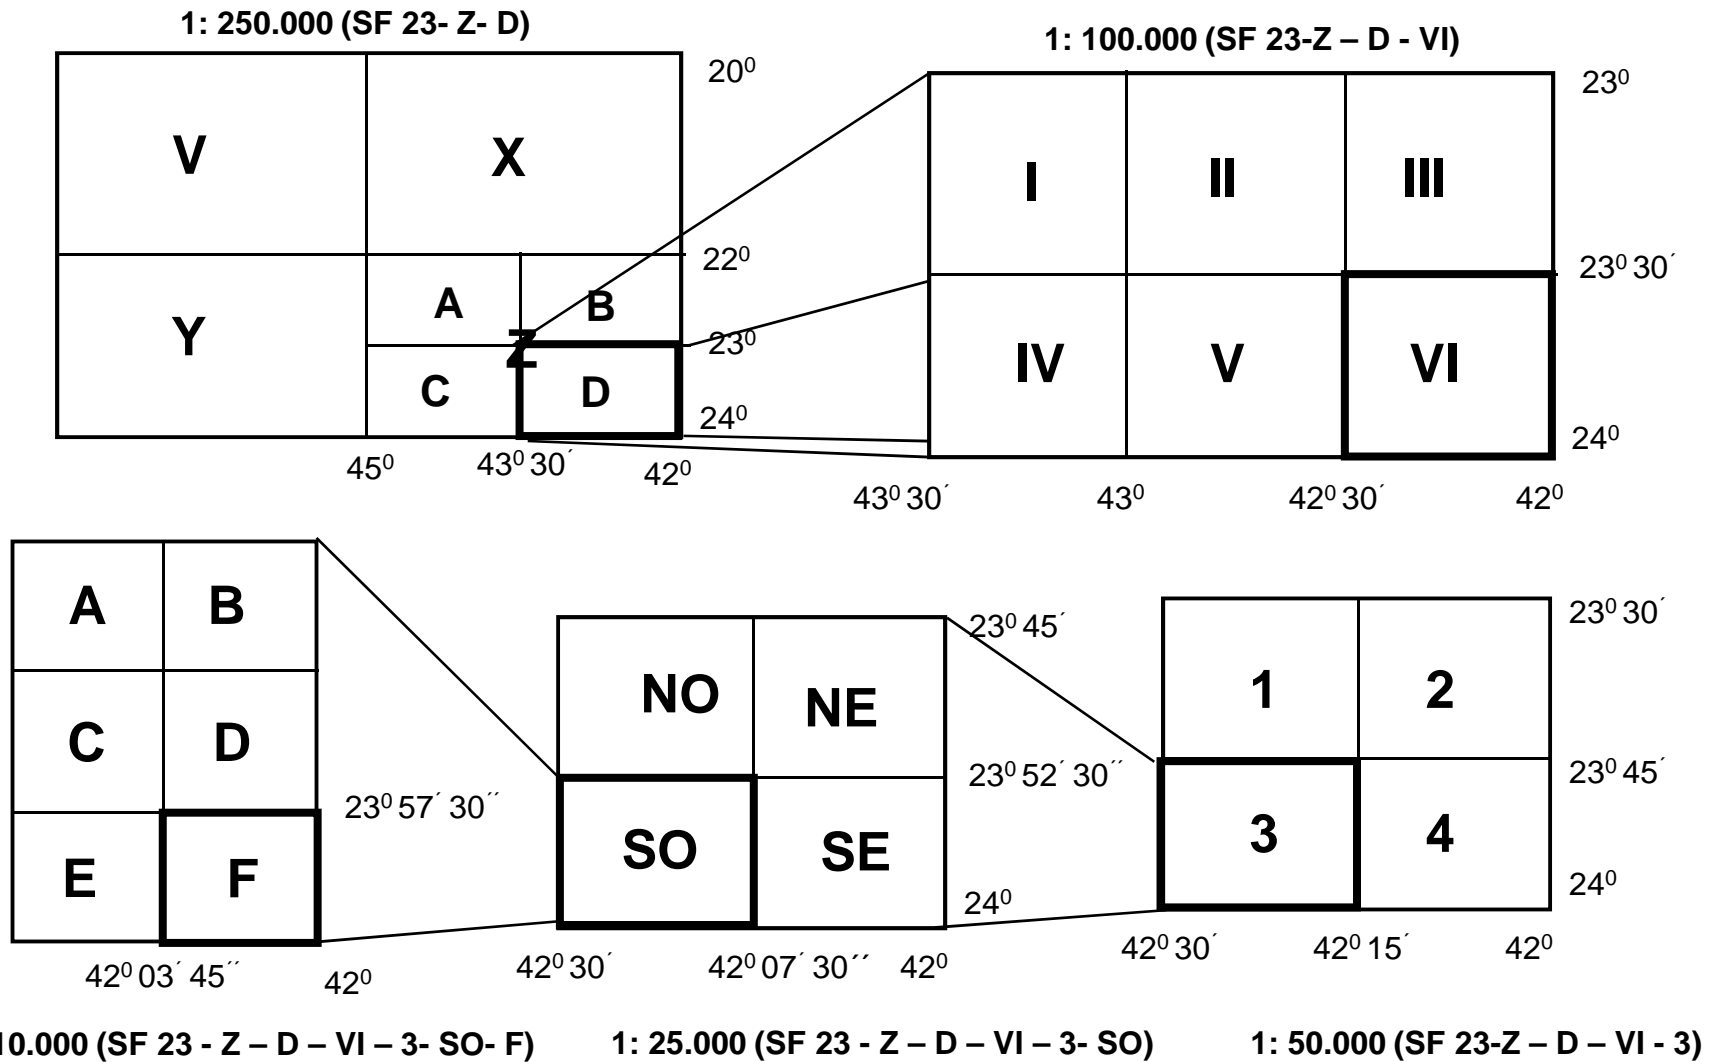 1: 250.000 (SF 23- Z- D)
V X
20⁰
22⁰
A B
Y Z
23⁰
C D
24⁰
45⁰ 43⁰ 30´ 42⁰
1: 100.000 (SF 23-Z – D - VI)
23⁰
I II III
23⁰ 30´
IV V VI
24⁰
43⁰ 30´ 43⁰ 42⁰ 30´ 42⁰
A B
C D
23⁰ 57´ 30´´
E F
42⁰ 03´ 45´´ 42⁰
10.000 (SF 23 - Z – D – VI – 3- SO- F)
23⁰ 45´
NO NE
23⁰ 52´ 30´´
SO SE
24⁰
42⁰ 30´ 42⁰ 07´ 30´´ 42⁰
1: 25.000 (SF 23 - Z – D – VI – 3- SO)
23⁰ 30´
1 2
23⁰ 45´
3 4
24⁰
42⁰ 30´ 42⁰ 15´ 42⁰
1: 50.000 (SF 23-Z – D – VI - 3)